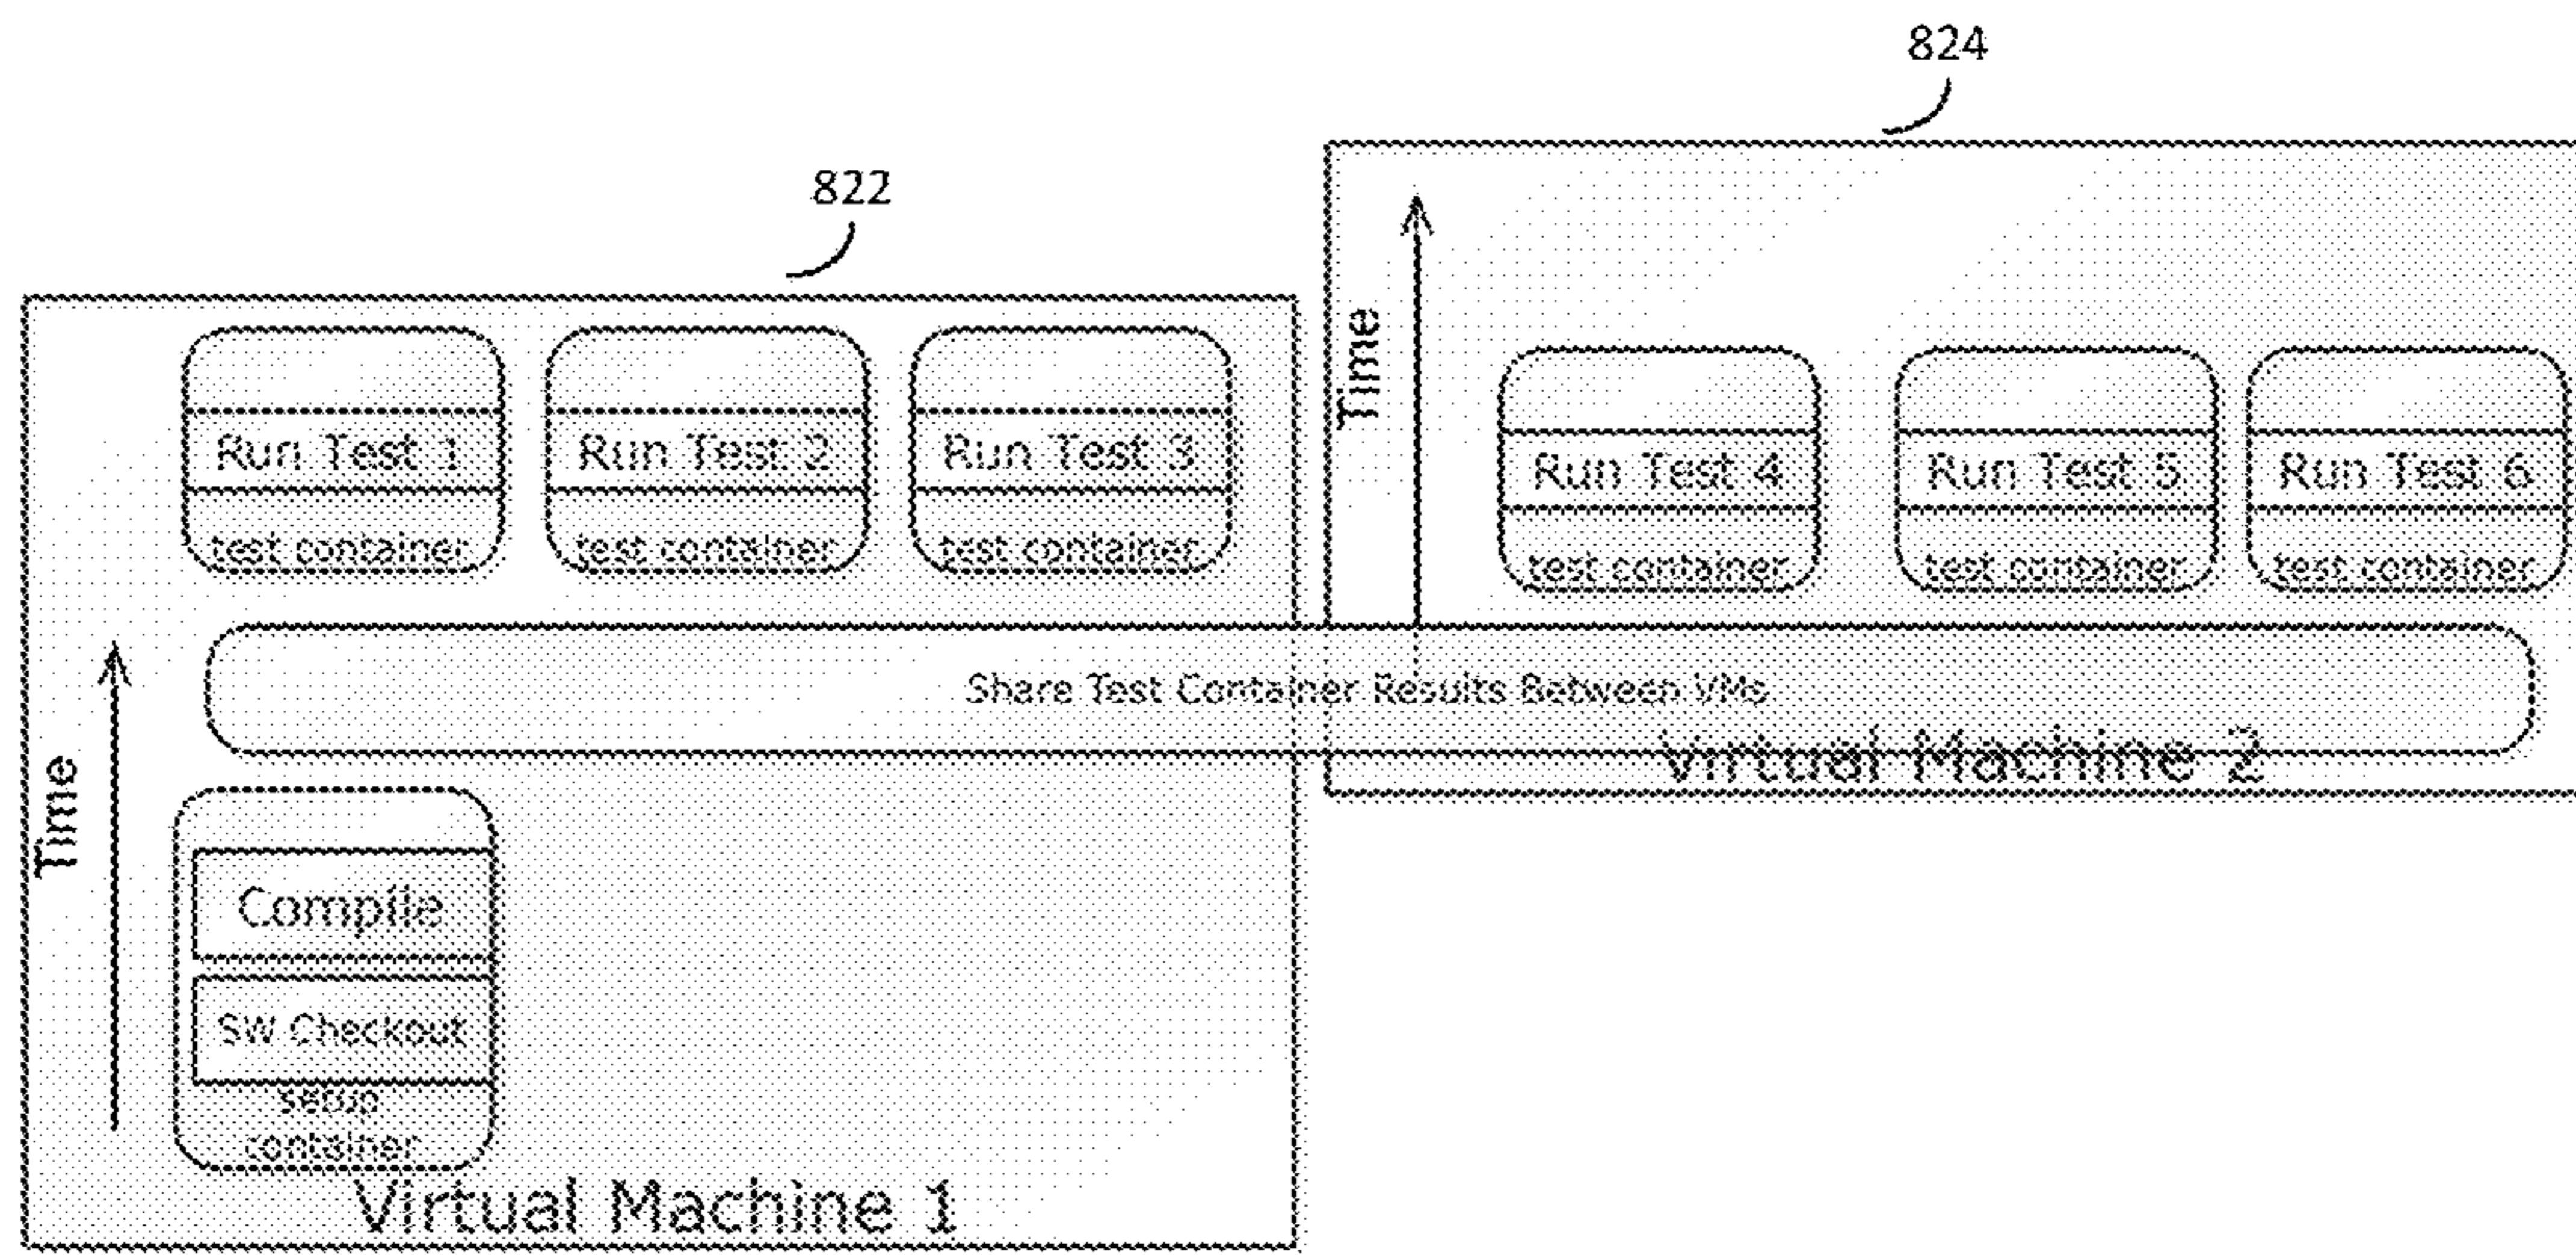 824
822
Time
Run Test 1
Run Test 2
Run Test 3
test container
test container
test container
Time
Run Test 4
Run Test 5
Run Test 6
test container
test container
test container
Share Test Container Results Between VMs
Virtual Machine 2
Compile
SW Checkout
setup
container
Virtual Machine 1